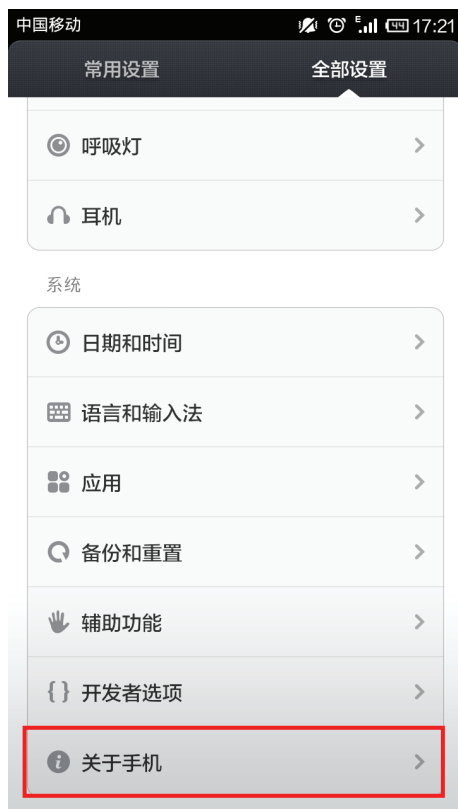 中国移动 E 44 17:21
常用设置 全部设置
呼吸灯
耳机
系统
日期和时间
语言和输入法
应用
备份和重置
辅助功能
开发者选项
关于手机